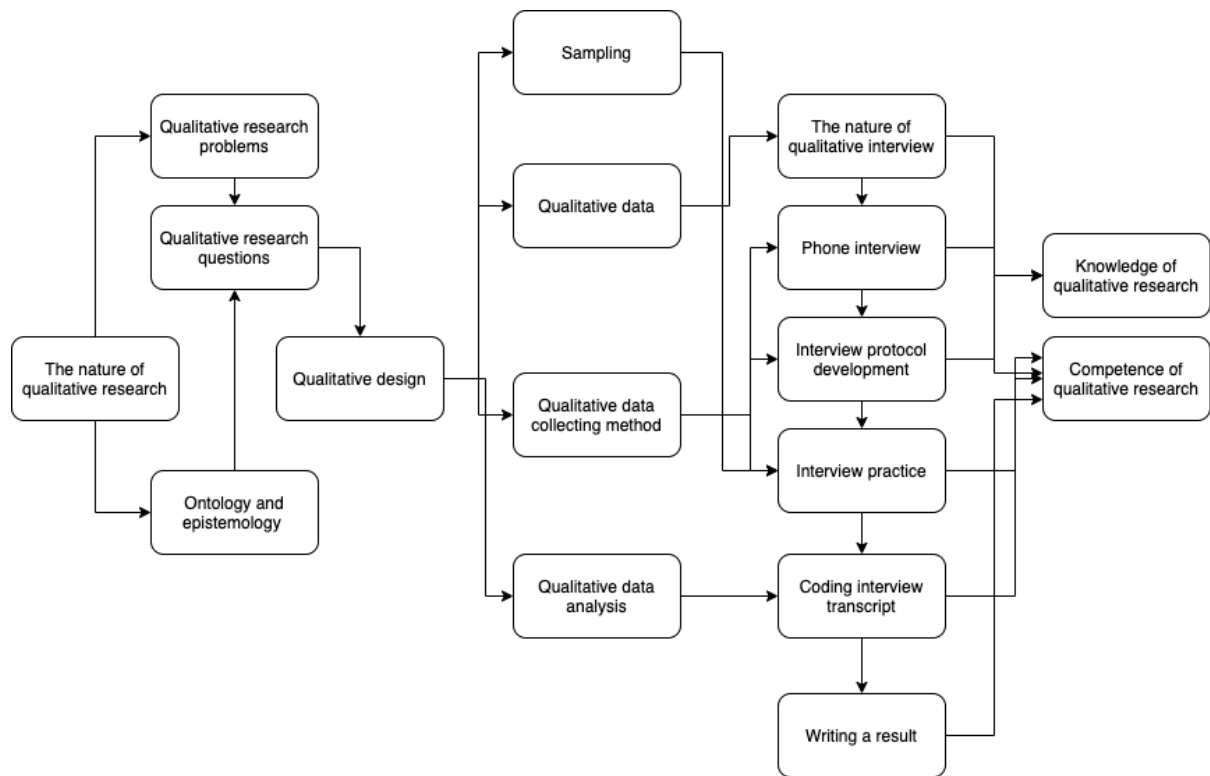 Sampling
Qualitative research
problems
The nature of
qualitative interview
Qualitative data
Qualitative research
questions
Phone interview
Knowledge of
qualitative research
The nature of
qualitative research
Qualitative design
Qualitative data
collecting method
Interview protocol
development
Competence of
qualitative research
Ontology and
epistemology
Interview practice
Qualitative data
analysis
Coding interview
transcript
Writing a result